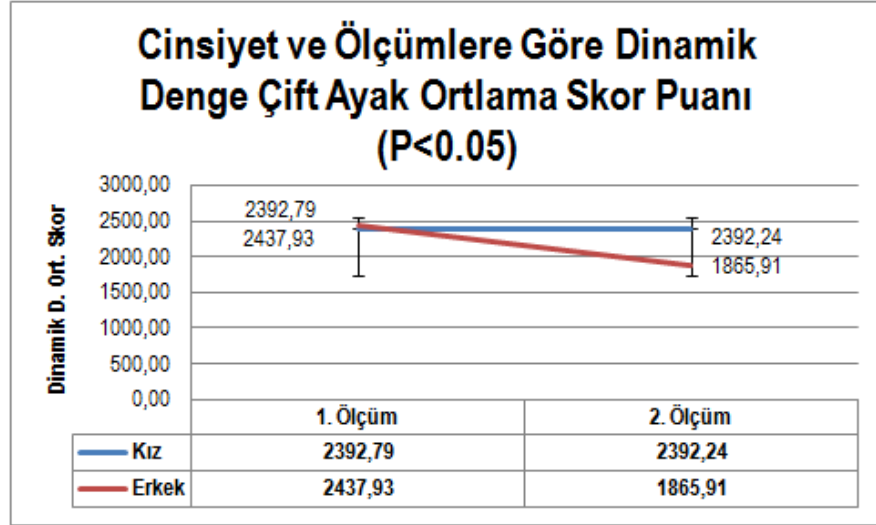 Cinsiyet ve Ölçümlere Göre Dinamik
Denge Çift Ayak Ortlama Skor Puanı
(P<0.05)
Dinamik D. Ort. Skor
3000,00
2500,00
2000,00
1500,00
1000,00
500,00
0,00
2392,79
2437,93
2392,24
1865,91
1. Ölçüm 2. Ölçüm
Kız 2392,79 2392,24
Erkek 2437,93 1865,91